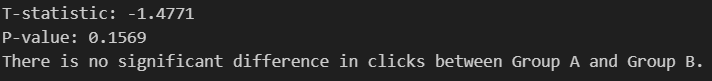 T-statistic: -1.4771
P-value: 0.1569
There is no significant difference in clicks between Group A and Group B.